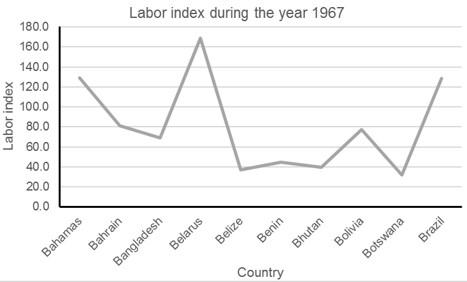 Labor index during the year 1967
180.0
160.0
140.0
120.0
100.0
80.0
60.0
40.0
20.0
0.0
Labor index
Bahamas
Bahrain
Bangladesh
Belarus
Belize
Benin
Bhutan
Bolivia
Botswana
Brazil
Country